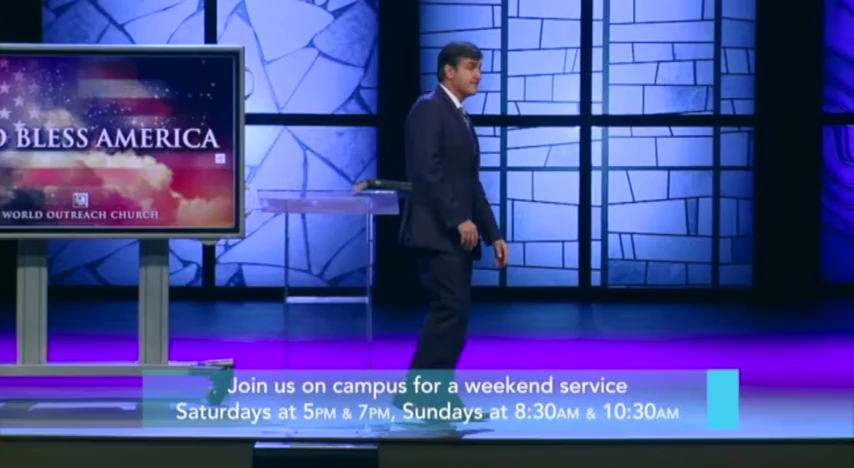 BLESS AMERICA
WORLD OUTREACH CHURCH
Join us on campus for a weekend service
Saturdays at 5PM & 7PM, Sundays at 8:30AM & 10:30AM